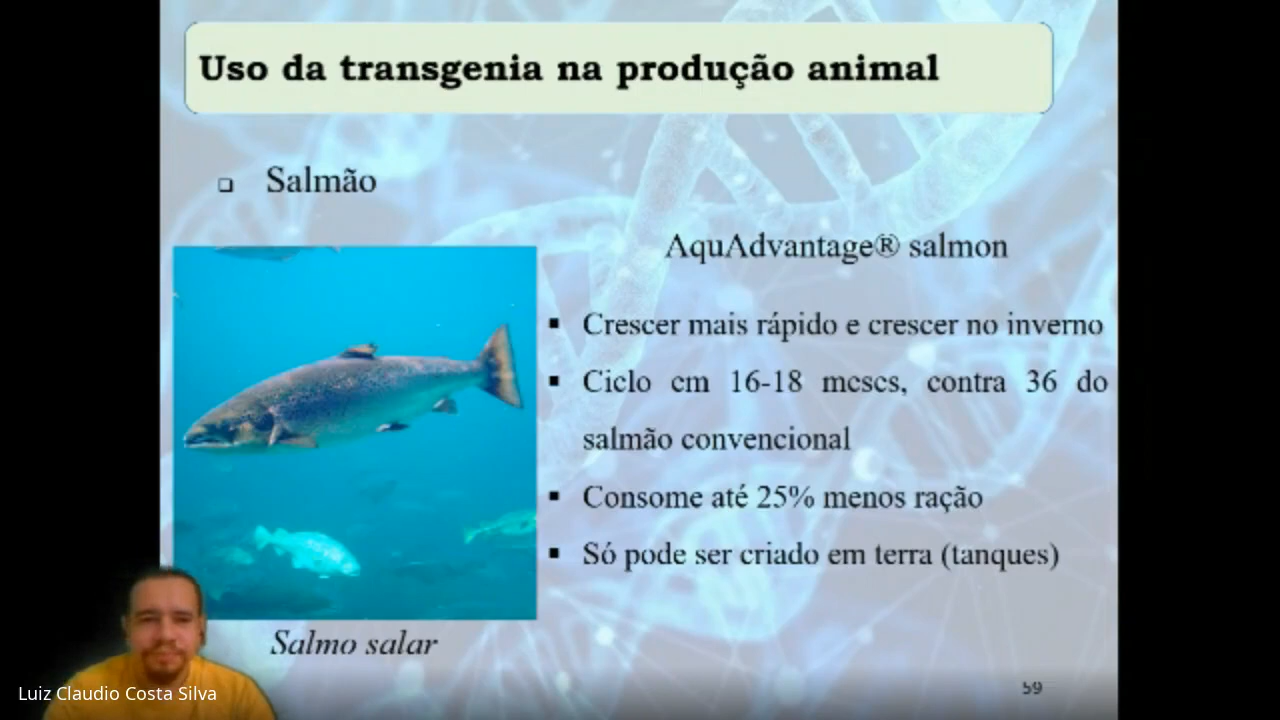 Uso da transgenia na produção animal
Salmão
AquAdvantage® salmon
Crescer mais rápido e crescer no inverno
Ciclo em 16-18 meses, contra 36 do
salmão convencional
Consome até 25% menos ração
Só pode ser criado em terra (tanques)
Salmo salar
Luiz Claudio Costa Silva
59